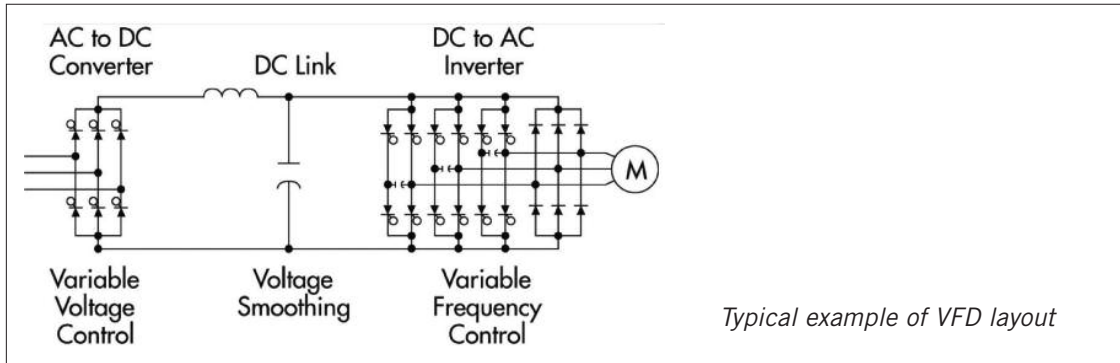 AC to DC
Converter
DC Link
DC to AC
Inverter
M
Variable
Voltage
Control
Voltage
Smoothing
Variable
Frequency
Control
Typical example of VFD layout